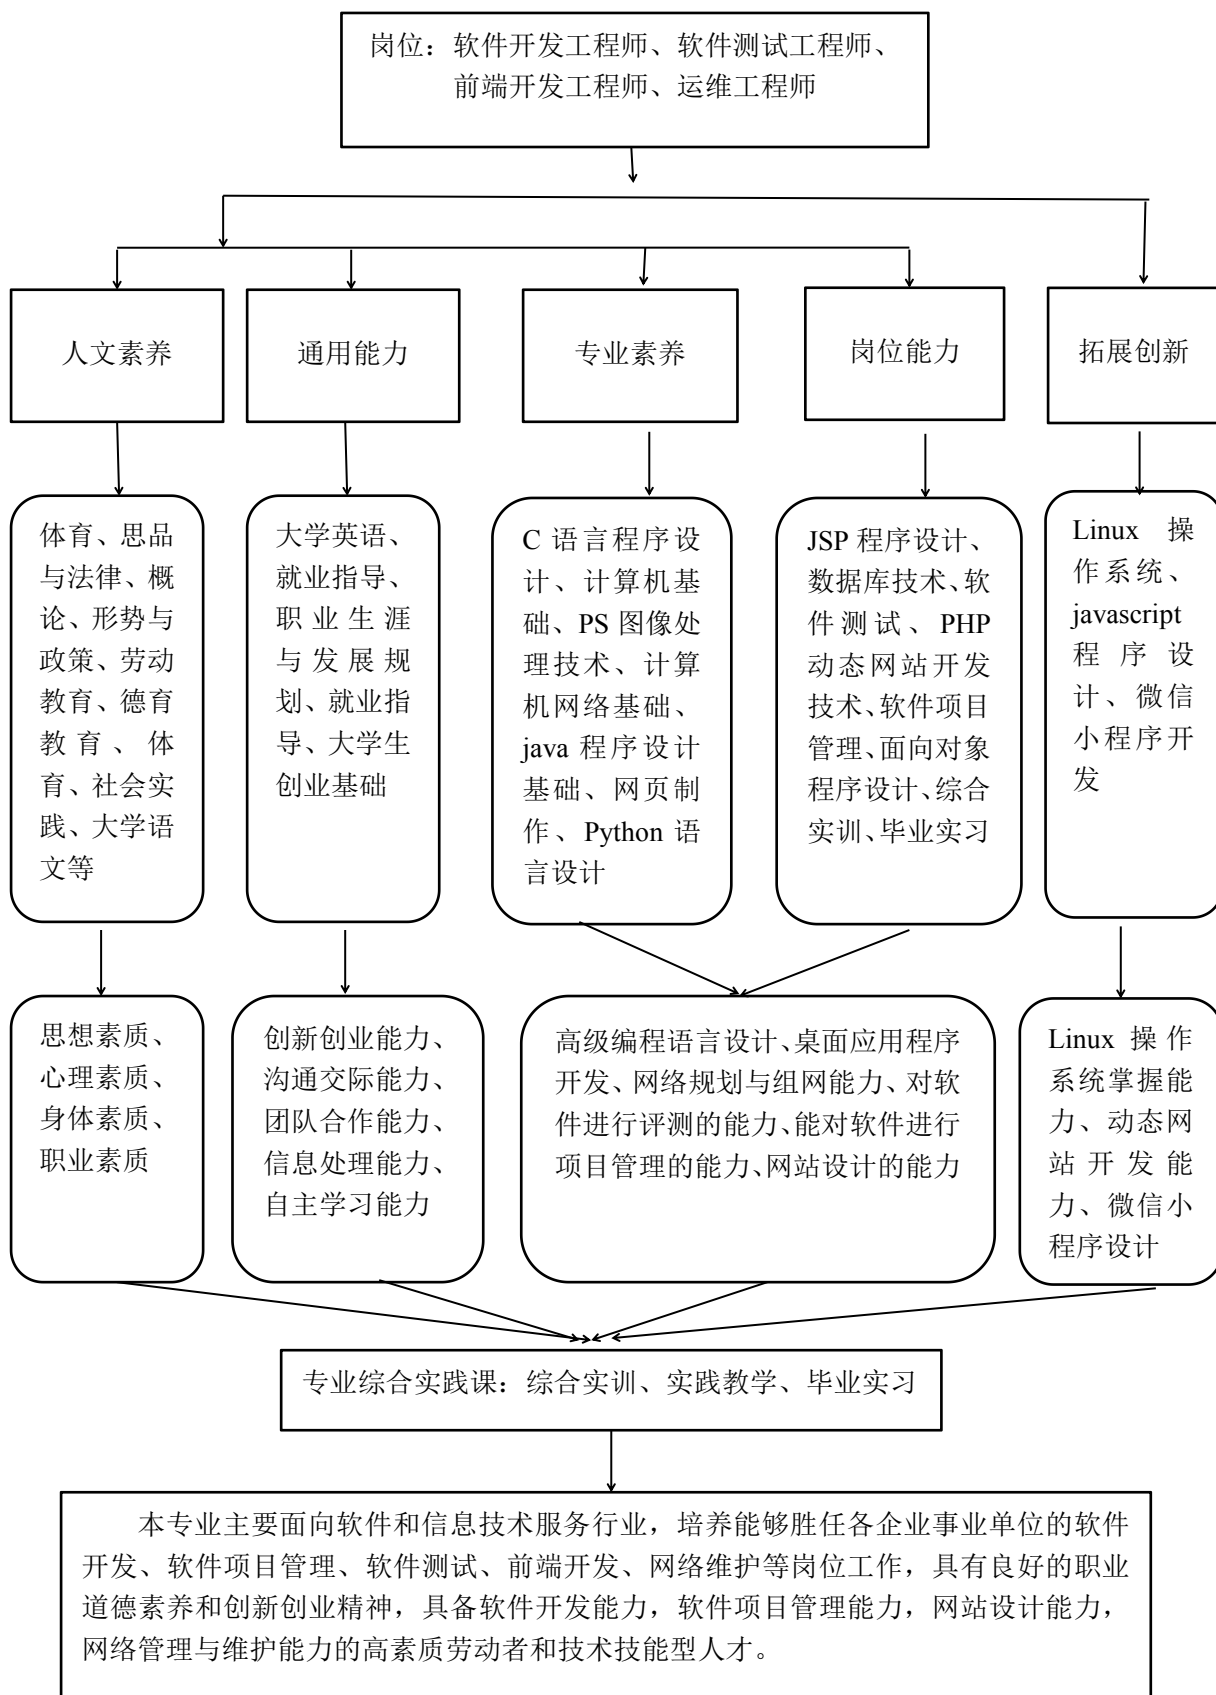 岗位：软件开发工程师、软件测试工程师、
前端开发工程师、运维工程师
人文素养
通用能力
专业素养
岗位能力
拓展创新
体育、思品
与法律、概
论、形势与
政策、劳动
教育、德育
教育、体
育、社会实
践、大学语
文等
大学英语、
就业指导、
职业生涯
与发展规
划、就业指
导、大学生
创业基础
C 语言程序设
计、计算机基
础、PS 图像处
理技术、计算
机网络基础、
java 程序设计
基础、网页制
作、Python 语
言设计
JSP 程序设计、
数据库技术、软
件测试、PHP
动态网站开发
技术、软件项目
管理、面向对象
程序设计、综合
实训、毕业实习
Linux 操
作系统、
javascript
程序设
计、微信
小程序开
发
思想素质、
心理素质、
身体素质、
职业素质
创新创业能力、
沟通交际能力、
团队合作能力、
信息处理能力、
自主学习能力
高级编程语言设计、桌面应用程序
开发、网络规划与组网能力、对软
件进行评测的能力、能对软件进行
项目管理的能力、网站设计的能力
Linux 操作
系统掌握能
力、动态网
站开发能
力、微信小
程序设计
专业综合实践课：综合实训、实践教学、毕业实习
本专业主要面向软件和信息技术服务行业，培养能够胜任各企业事业单位的软件
开发、软件项目管理、软件测试、前端开发、网络维护等岗位工作，具有良好的职业
道德素养和创新创业精神，具备软件开发能力，软件项目管理能力，网站设计能力，
网络管理与维护能力的高素质劳动者和技术技能型人才。